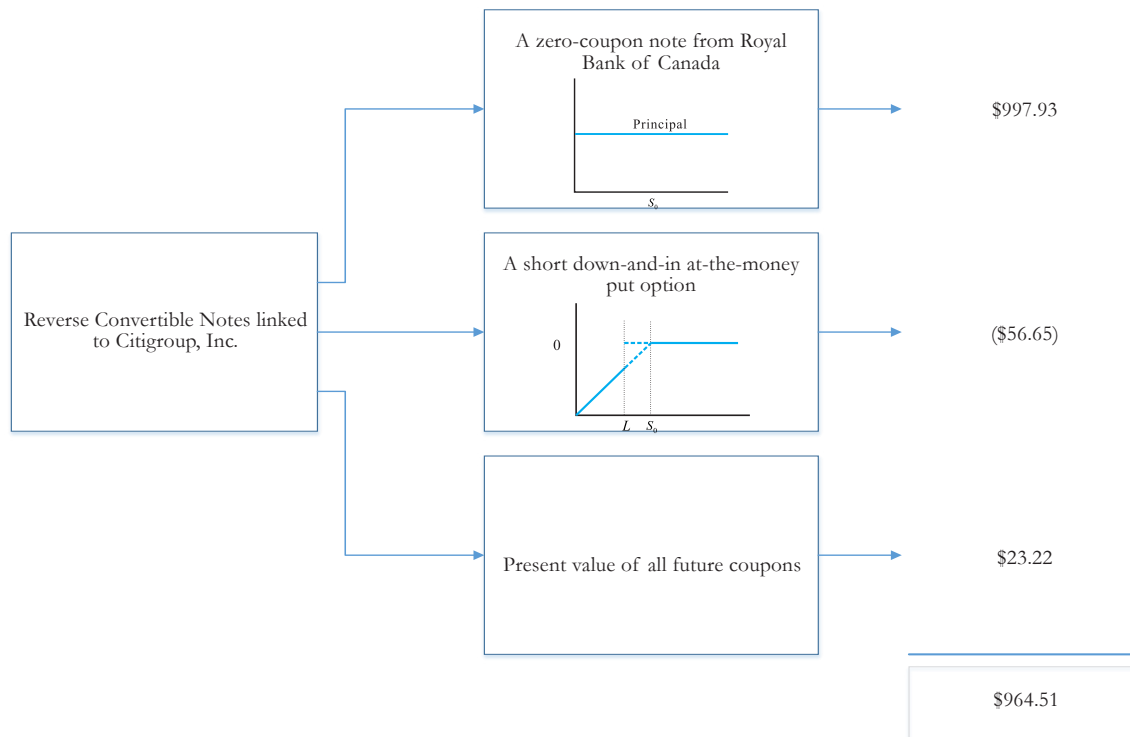 A zero-coupon note from Royal
Bank of Canada
Principal
S₀
$997.93
Reverse Convertible Notes linked
to Citigroup, Inc.
A short down-and-in at-the-money
put option
0
L S₀
($56.65)
Present value of all future coupons
$23.22
$964.51